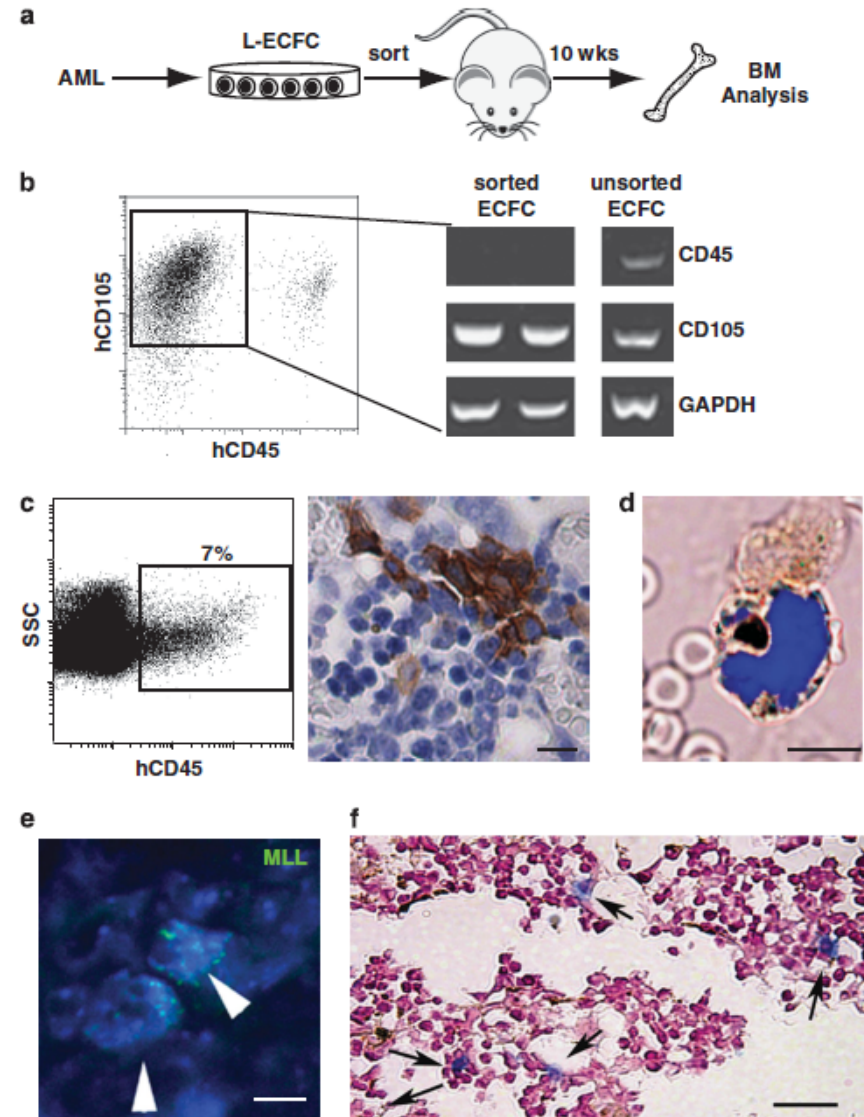 a
L-ECFC
AML
sort
10 wks
BM
Analysis
b
sorted
ECFC
unsorted
ECFC
CD45
CD105
GAPDH
hCD105
hCD45
c
7%
SSC
hCD45
d
e
MLL
f